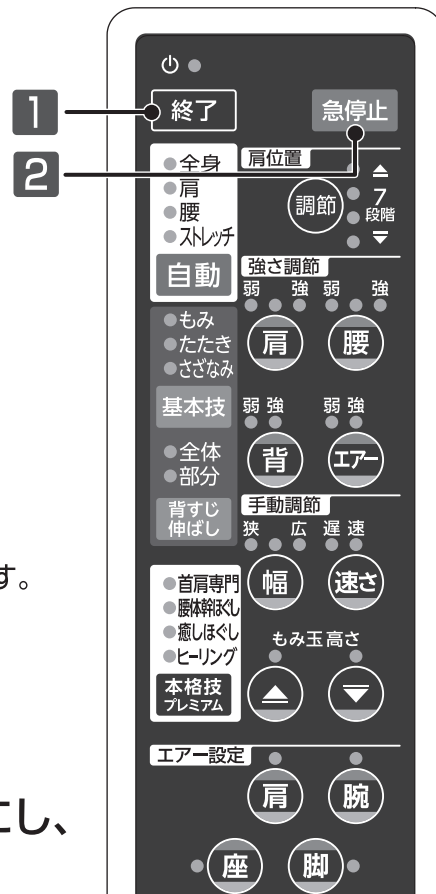 1
終了
急停止
2
全身
肩
腰
ストレッチ
自動
肩位置
調節
7
段階
強さ調節
弱 強 弱 強
肩 腰
もみ
たたき
さざなみ
基本技
弱 強 弱 強
背 エアー
全体
部分
背すじ
伸ばし
手動調節
狭 広 遅 速
幅 速さ
す。
首肩専門
腰体幹ほぐし
癒しほぐし
ヒーリング
本格技
プレミアム
もみ玉高さ
エアー設定
肩 腕
にし、
座 脚